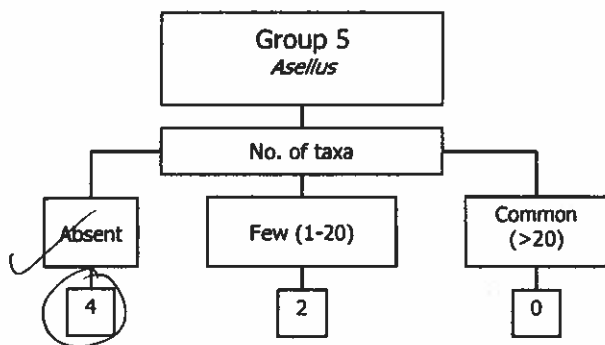 Group 5
Asellus
No. of taxa
Absent
Few (1-20)
Common
(>20)
4
2
0